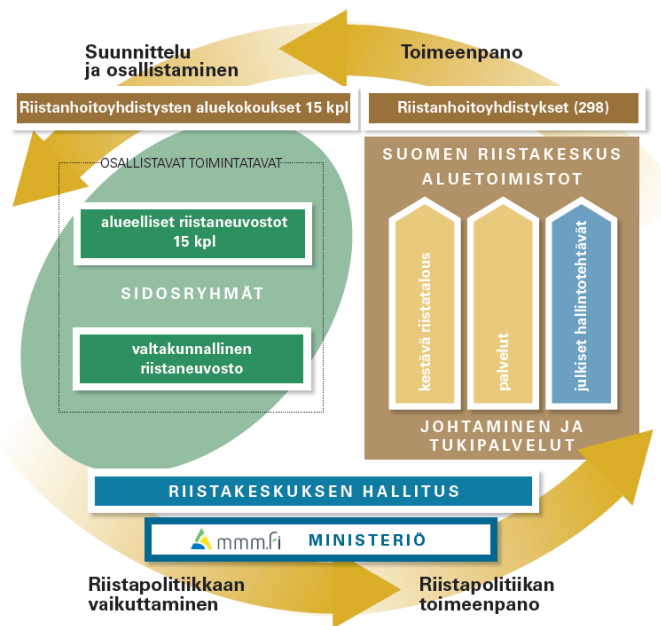 Suunnittelu
ja osallistaminen
Toimeenpano
Riistanhoitoyhdistysten aluekokoukset 15 kpl
Riistanhoitoyhdistykset (298)
OSALLISTAVAT TOIMINTATAVAT
alueelliset riistaneuvostot
15 kpl
SIDOSRYHMÄT
valtakunnallinen
riistaneuvosto
SUOMEN RIISTAKESKUS
ALUETOIMISTOT
kestävä riistatalous
palvelut
julkiset hallintotehtävät
JOHTAMINEN JA
TUKIPALVELUT
RIISTAKESKUKSEN HALLITUS
mmm.fi MINISTERIÖ
Riistapolitiikkaan
vaikuttaminen
Riistapolitiikan
toimeenpano